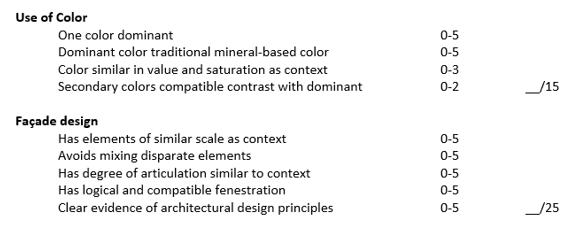 Use of Color
One color dominant 0-5
Dominant color traditional mineral-based color 0-5
Color similar in value and saturation as context 0-3
Secondary colors compatible contrast with dominant 0-2 __/15
Façade design
Has elements of similar scale as context 0-5
Avoids mixing disparate elements 0-5
Has degree of articulation similar to context 0-5
Has logical and compatible fenestration 0-5
Clear evidence of architectural design principles 0-5 __/25